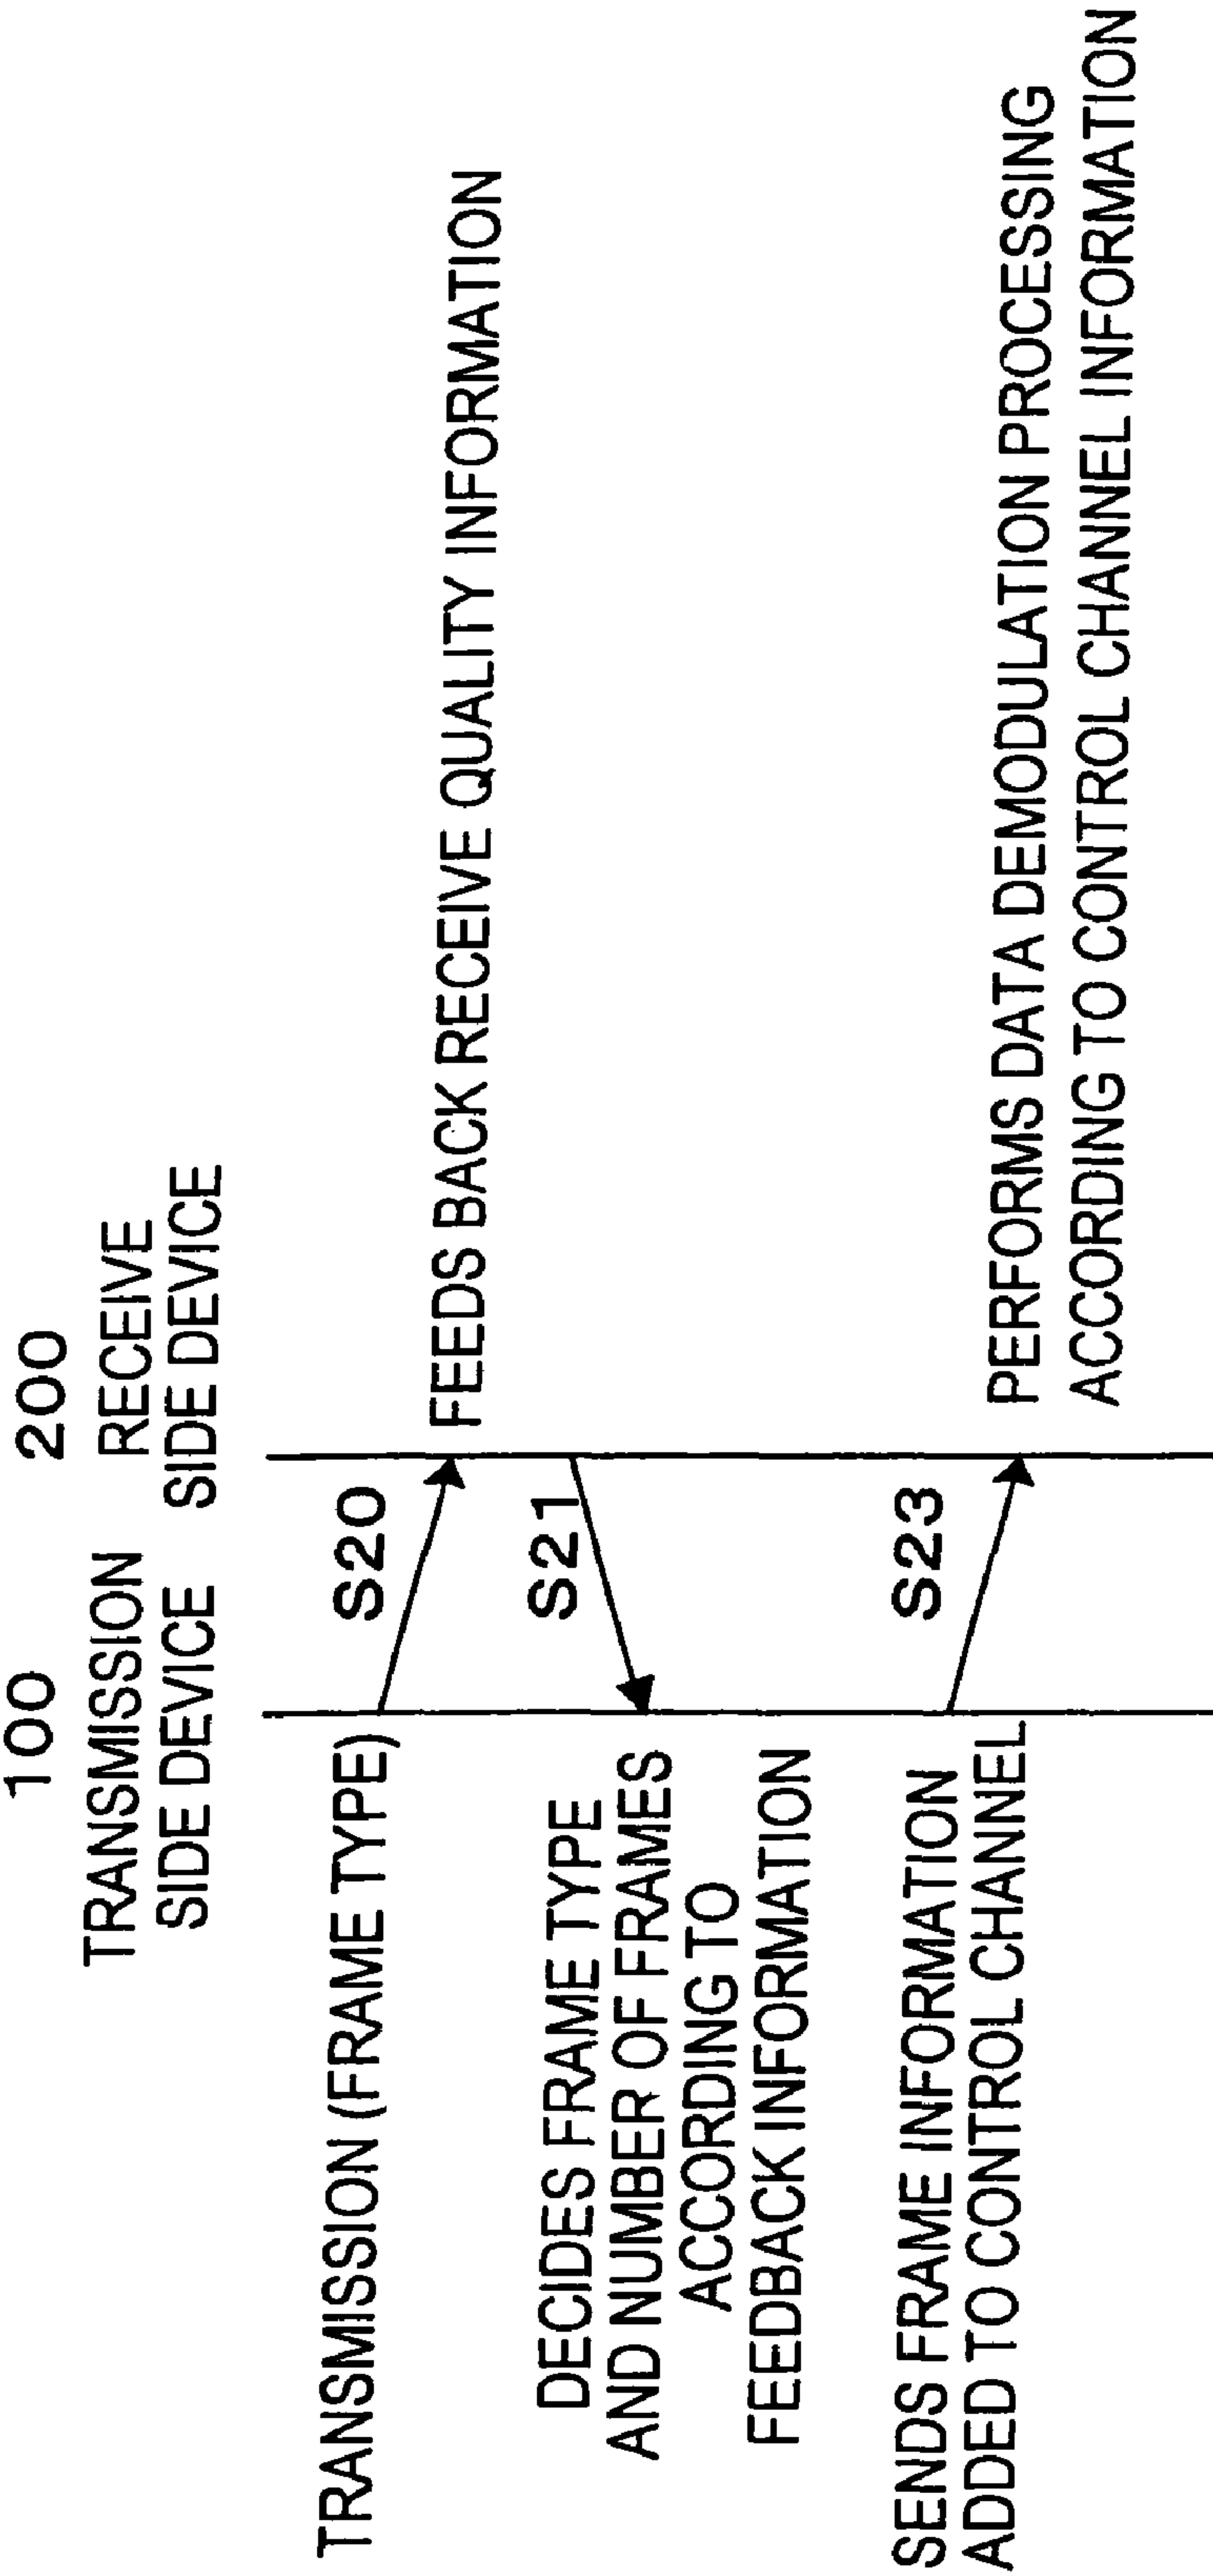 100
TRANSMISSION
SIDE DEVICE
200
RECEIVE
SIDE DEVICE
TRANSMISSION (FRAME TYPE)
S20
FEEDS BACK RECEIVE QUALITY INFORMATION
S21
DECIDES FRAME TYPE
AND NUMBER OF FRAMES
ACCORDING TO
FEEDBACK INFORMATION
SENDS FRAME INFORMATION
ADDED TO CONTROL CHANNEL
S23
PERFORMS DATA DEMODULATION PROCESSING
ACCORDING TO CONTROL CHANNEL INFORMATION